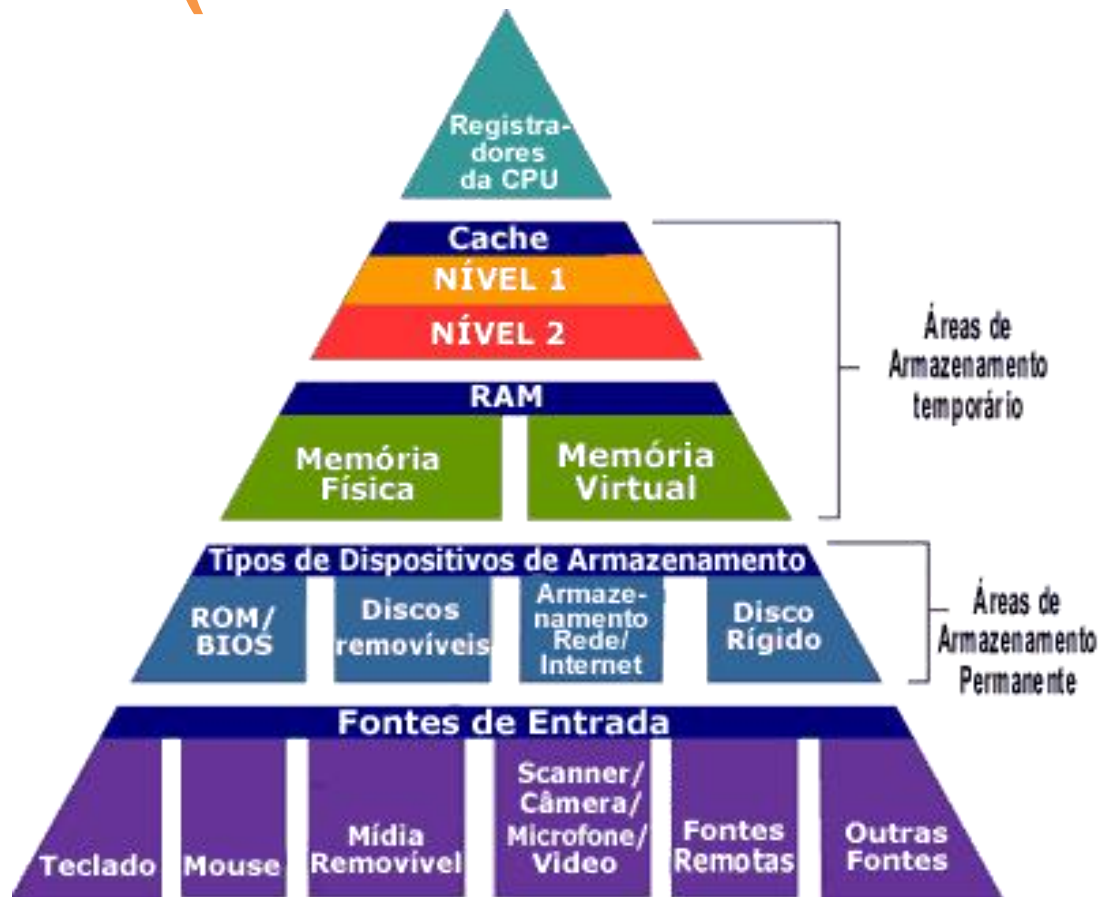 Registra-
dores
da CPU
Cache
NÍVEL 1
NÍVEL 2
RAM
Memória
Física
Memória
Virtual
Áreas de
Armazenamento
temporário
Tipos de Dispositivos de Armazenamento
ROM/
BIOS
Discos
removíveis
Armaze-
namento
Rede/
Internet
Disco
Rígido
Áreas de
Armazenamento
Permanente
Fontes de Entrada
Teclado
Mouse
Mídia
Removível
Scanner/
Câmera/
Microfone/
Video
Fontes
Remotas
Outras
Fontes